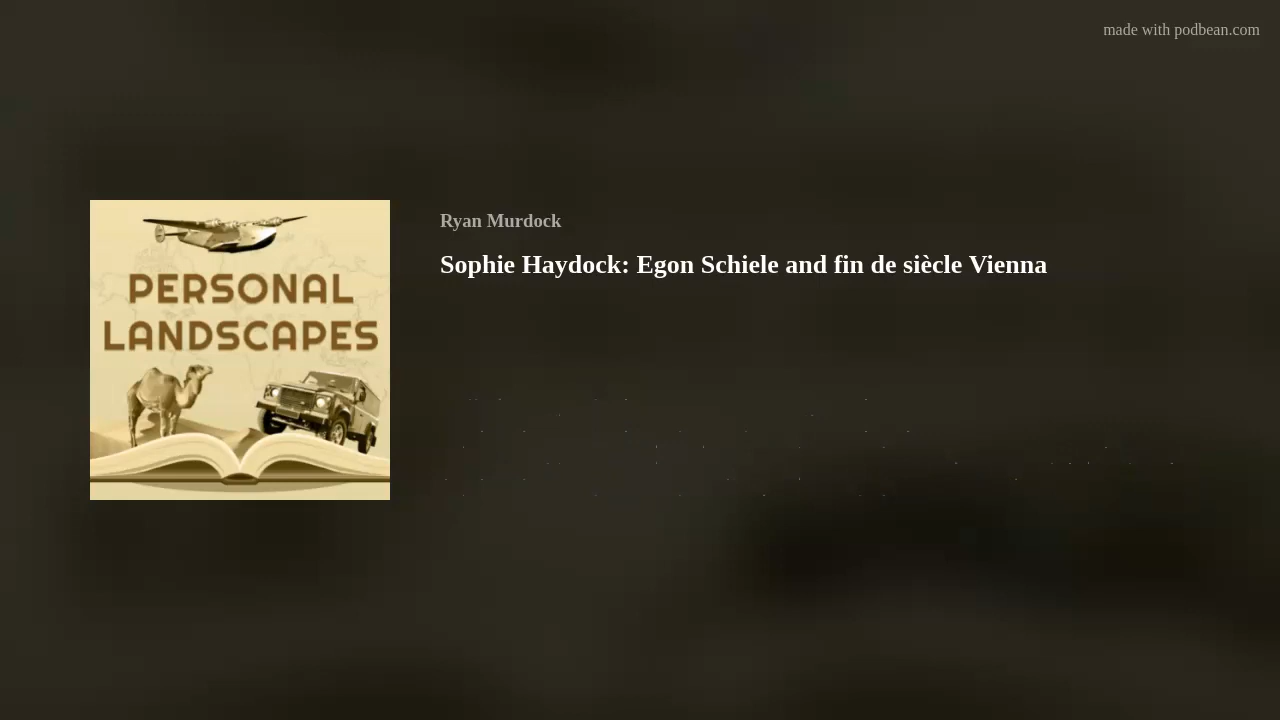 made with podbean.com
PERSONAL
LANDSCAPES
Ryan Murdock
Sophie Haydock: Egon Schiele and fin de siècle Vienna